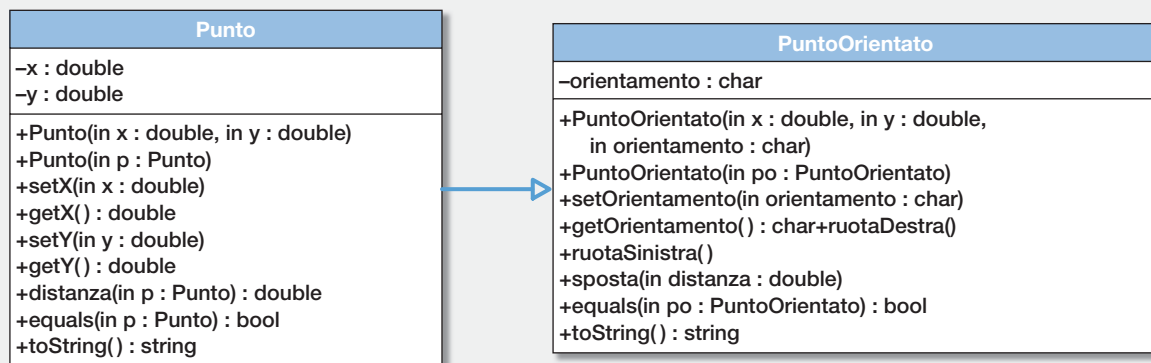 Punto
–x : double
–y : double
+Punto(in x : double, in y : double)
+Punto(in p : Punto)
+setX(in x : double)
+getX( ) : double
+setY(in y : double)
+getY( ) : double
+distanza(in p : Punto) : double
+equals(in p : Punto) : bool
+toString( ) : string
PuntoOrientato
–orientamento : char
+PuntoOrientato(in x : double, in y : double,
in orientamento : char)
+PuntoOrientato(in po : PuntoOrientato)
+setOrientamento(in orientamento : char)
+getOrientamento( ) : char+ruotaDestra()
+ruotaSinistra( )
+sposta(in distanza : double)
+equals(in po : PuntoOrientato) : bool
+toString( ) : string